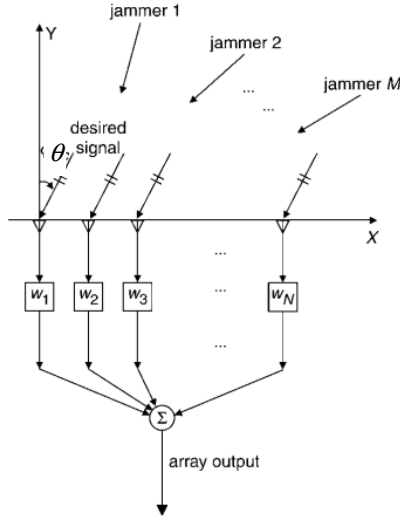 jammer 1
Y
jammer 2
...
...
jammer M
desired
signal
θ
X
...
w1 w2 w3 ... wN
...
Σ
array output